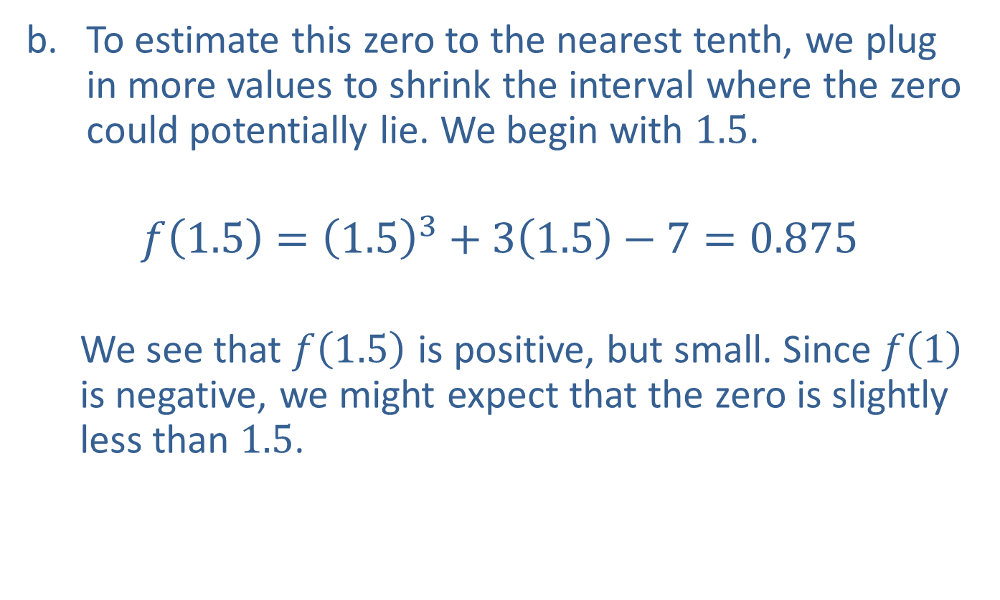 b. To estimate this zero to the nearest tenth, we plug
in more values to shrink the interval where the zero
could potentially lie. We begin with 1.5.
f(1.5) = (1.5)³ + 3(1.5) − 7 = 0.875
We see that f(1.5) is positive, but small. Since f(1)
is negative, we might expect that the zero is slightly
less than 1.5.